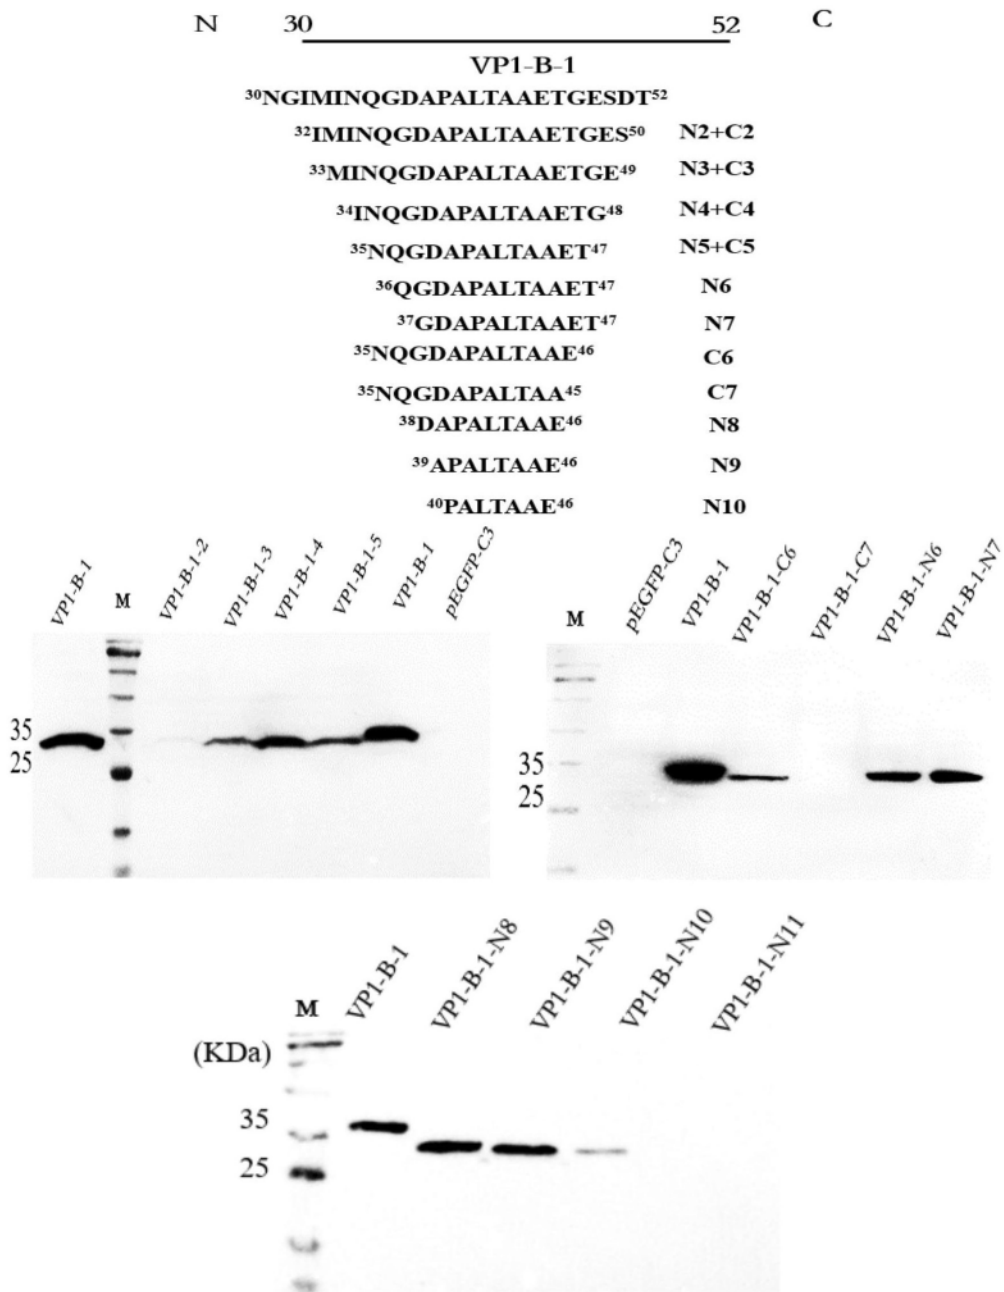 N 30 52 C
VP1-B-1
³⁰NGIMINQGDAPALTAAETGESDT⁵²
³²IMINQGDAPALTAAETGES⁵⁰ N2+C2
³³MINQGDAPALTAAETGE⁴⁹ N3+C3
³⁴INQGDAPALTAAETG⁴⁸ N4+C4
³⁵NQGDAPALTAAET⁴⁷ N5+C5
³⁶QGDAPALTAAET⁴⁷ N6
³⁷GDAPALTAAET⁴⁷ N7
³⁵NQGDAPALTAAE⁴⁶ C6
³⁵NQGDAPALTAA⁴⁵ C7
³⁸DAPALTAAE⁴⁶ N8
³⁹APALTAAE⁴⁶ N9
⁴⁰PALTAAE⁴⁶ N10
VP1-B-1 M VP1-B-1-2 VP1-B-1-3 VP1-B-1-4 VP1-B-1-5 VP1-B-1 pEGFP-C3
35
25
M pEGFP-C3 VP1-B-1 VP1-B-1-C6 VP1-B-1-C7 VP1-B-1-N6 VP1-B-1-N7
35
25
M VP1-B-1 VP1-B-1-N8 VP1-B-1-N9 VP1-B-1-N10 VP1-B-1-N11
(KDa)
35
25